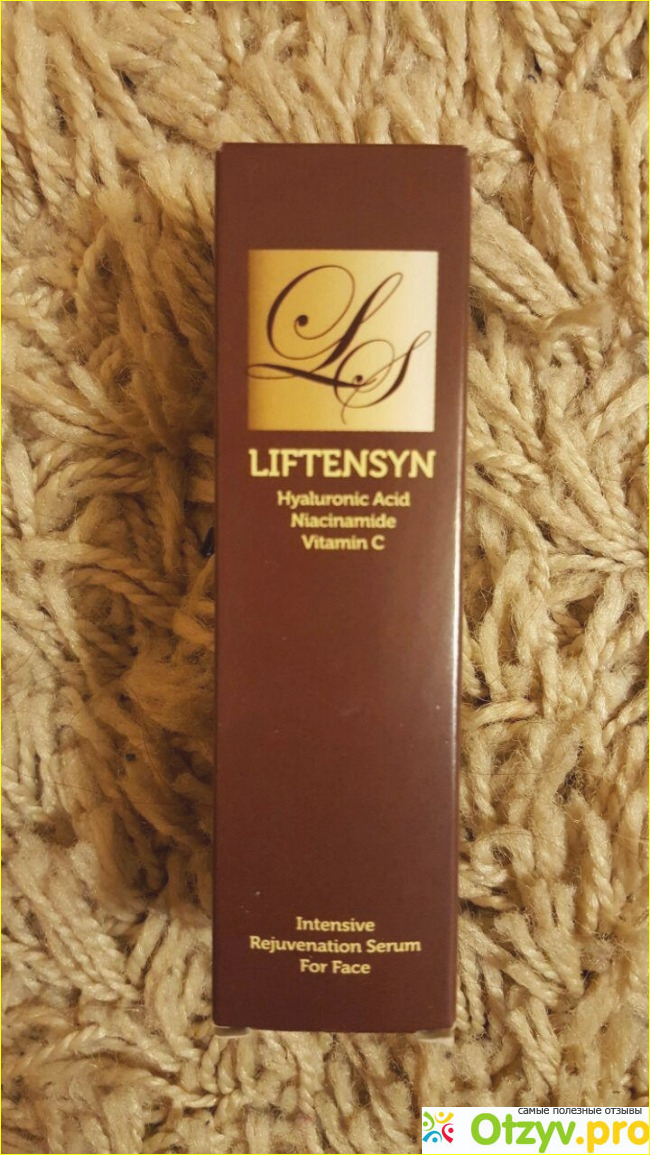 LS
LIFTENSYN
Hyaluronic Acid
Niacinamide
Vitamin C
Intensive
Rejuvenation Serum
For Face
самые полезные отзывы
Otzyv.pro